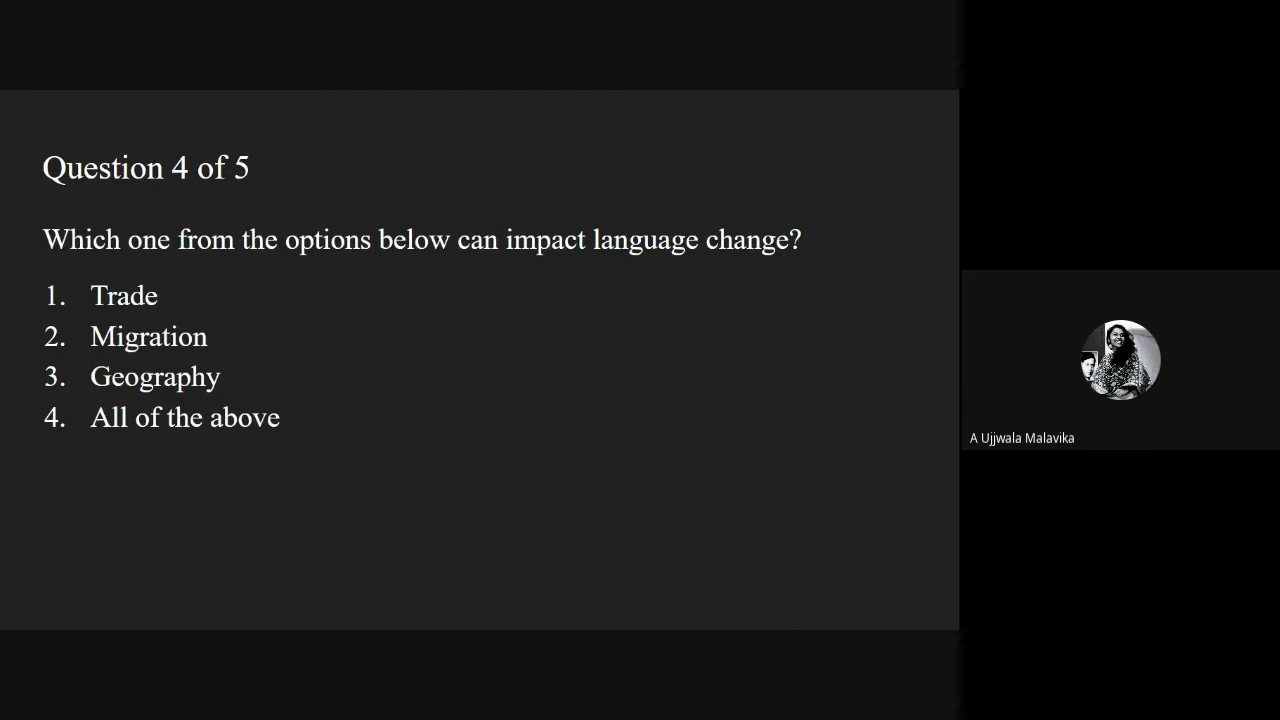 Question 4 of 5
Which one from the options below can impact language change?
1. Trade
2. Migration
3. Geography
4. All of the above
A Ujjwala Malavika